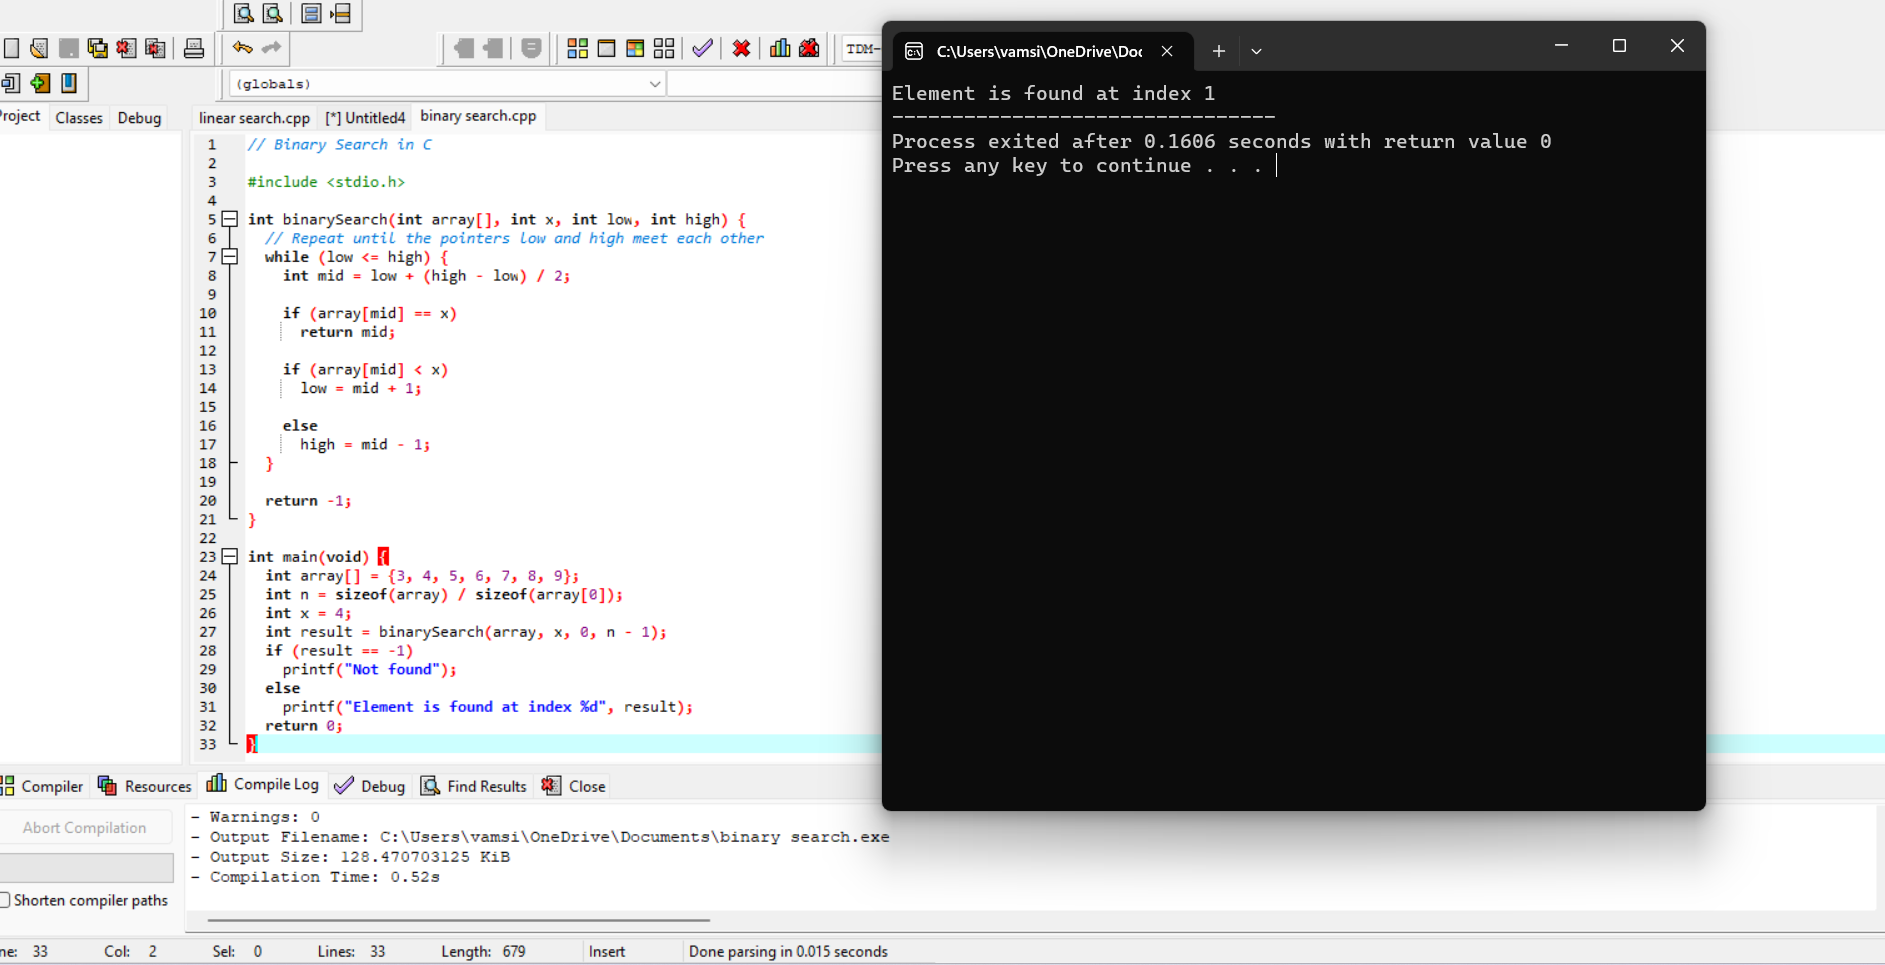 TDM-
(globals)
Project Classes Debug
linear search.cpp [*] Untitled4 binary search.cpp
1 // Binary Search in C
2
3 #include <stdio.h>
4
5 int binarySearch(int array[], int x, int low, int high) {
6 // Repeat until the pointers low and high meet each other
7 while (low <= high) {
8 int mid = low + (high - low) / 2;
9
10 if (array[mid] == x)
11 return mid;
12
13 if (array[mid] < x)
14 low = mid + 1;
15
16 else
17 high = mid - 1;
18 }
19
20 return -1;
21 }
22
23 int main(void) {
24 int array[] = {3, 4, 5, 6, 7, 8, 9};
25 int n = sizeof(array) / sizeof(array[0]);
26 int x = 4;
27 int result = binarySearch(array, x, 0, n - 1);
28 if (result == -1)
29 printf("Not found");
30 else
31 printf("Element is found at index %d", result);
32 return 0;
33 }
C:\Users\vamsi\OneDrive\Doc
Element is found at index 1
--------------------------------
Process exited after 0.1606 seconds with return value 0
Press any key to continue . . .
Compiler Resources Compile Log Debug Find Results Close
Abort Compilation
Shorten compiler paths
- Warnings: 0
- Output Filename: C:\Users\vamsi\OneDrive\Documents\binary search.exe
- Output Size: 128.470703125 KiB
- Compilation Time: 0.52s
ne: 33 Col: 2 Sel: 0 Lines: 33 Length: 679 Insert Done parsing in 0.015 seconds